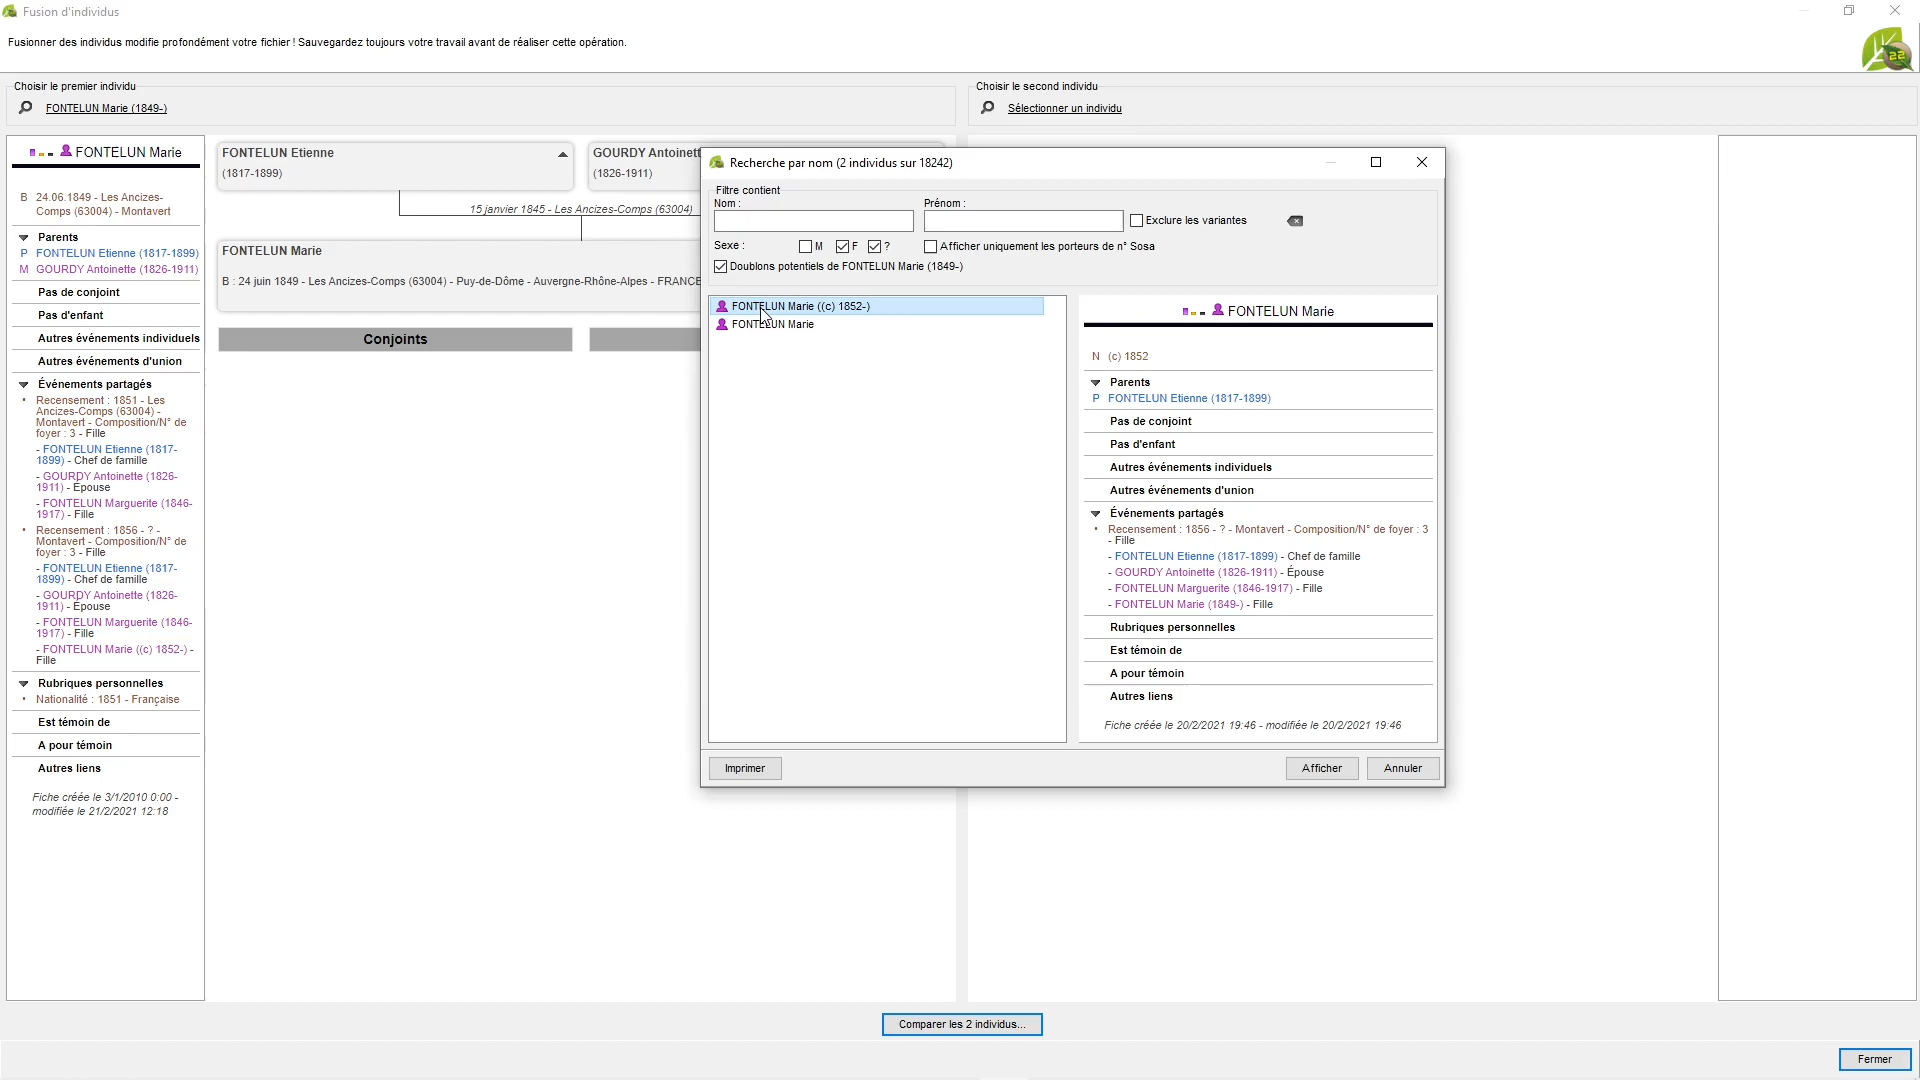 Fusion d'individus
Fusionner des individus modifie profondément votre fichier ! Sauvegardez toujours votre travail avant de réaliser cette opération.
22
Choisir le premier individu
FONTELUN Marie (1849-)
Choisir le second individu
Sélectionner un individu
FONTELUN Marie
B 24.06.1849 - Les Ancizes-
Comps (63004) - Montavert
Parents
P FONTELUN Etienne (1817-1899)
M GOURDY Antoinette (1826-1911)
Pas de conjoint
Pas d'enfant
Autres événements individuels
Autres événements d'union
Événements partagés
Recensement : 1851 - Les
Ancizes-Comps (63004) -
Montavert - Composition/N° de
foyer : 3 - Fille
- FONTELUN Etienne (1817-
1899) - Chef de famille
- GOURDY Antoinette (1826-
1911) - Épouse
- FONTELUN Marguerite (1846-
1917) - Fille
Recensement : 1856 - ? -
Montavert - Composition/N° de
foyer : 3 - Fille
- FONTELUN Etienne (1817-
1899) - Chef de famille
- GOURDY Antoinette (1826-
1911) - Épouse
- FONTELUN Marguerite (1846-
1917) - Fille
- FONTELUN Marie ((c) 1852-) -
Fille
Rubriques personnelles
Nationalité : 1851 - Française
Est témoin de
A pour témoin
Autres liens
Fiche créée le 3/1/2010 0:00 -
modifiée le 21/2/2021 12:18
FONTELUN Etienne
(1817-1899)
GOURDY Antoinett
(1826-1911)
15 janvier 1845 - Les Ancizes-Comps (63004)
FONTELUN Marie
B : 24 juin 1849 - Les Ancizes-Comps (63004) - Puy-de-Dôme - Auvergne-Rhône-Alpes - FRANCE
Conjoints
Recherche par nom (2 individus sur 18242)
Filtre contient
Nom :
Prénom :
Exclure les variantes
Sexe :
M
F
?
Afficher uniquement les porteurs de n° Sosa
Doublons potentiels de FONTELUN Marie (1849-)
FONTELUN Marie ((c) 1852-)
FONTELUN Marie
FONTELUN Marie
N (c) 1852
Parents
P FONTELUN Etienne (1817-1899)
Pas de conjoint
Pas d'enfant
Autres événements individuels
Autres événements d'union
Événements partagés
Recensement : 1856 - ? - Montavert - Composition/N° de foyer : 3
- Fille
- FONTELUN Etienne (1817-1899) - Chef de famille
- GOURDY Antoinette (1826-1911) - Épouse
- FONTELUN Marguerite (1846-1917) - Fille
- FONTELUN Marie (1849-) - Fille
Rubriques personnelles
Est témoin de
A pour témoin
Autres liens
Fiche créée le 20/2/2021 19:46 - modifiée le 20/2/2021 19:46
Imprimer
Afficher
Annuler
Comparer les 2 individus...
Fermer